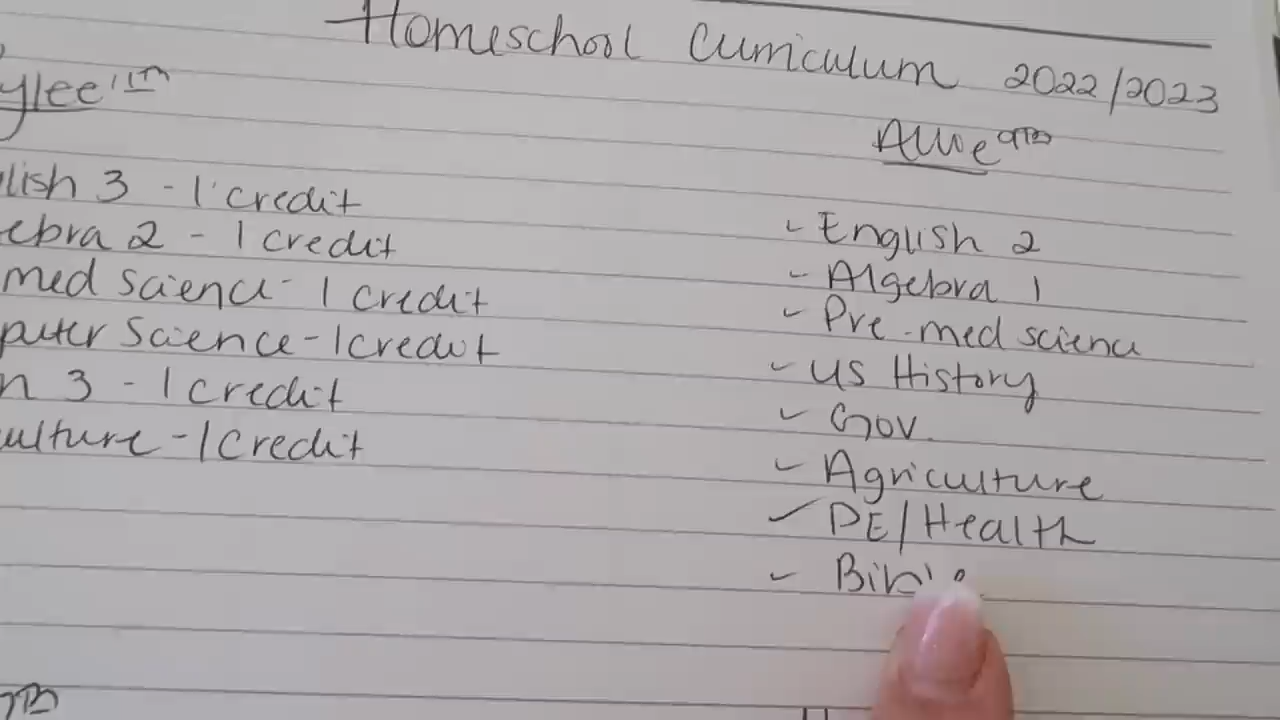 Homeschool Curriculum 2022/2023
ylee 11th
lish 3 - 1 credit
ebra 2 - 1 credit
med science - 1 credit
puter Science - 1 credit
n 3 - 1 credit
ulture - 1 credit
Allie 9th
- English 2
- Algebra 1
- Pre-med science
- US History
- Gov.
- Agriculture
- PE/Health
- Bible